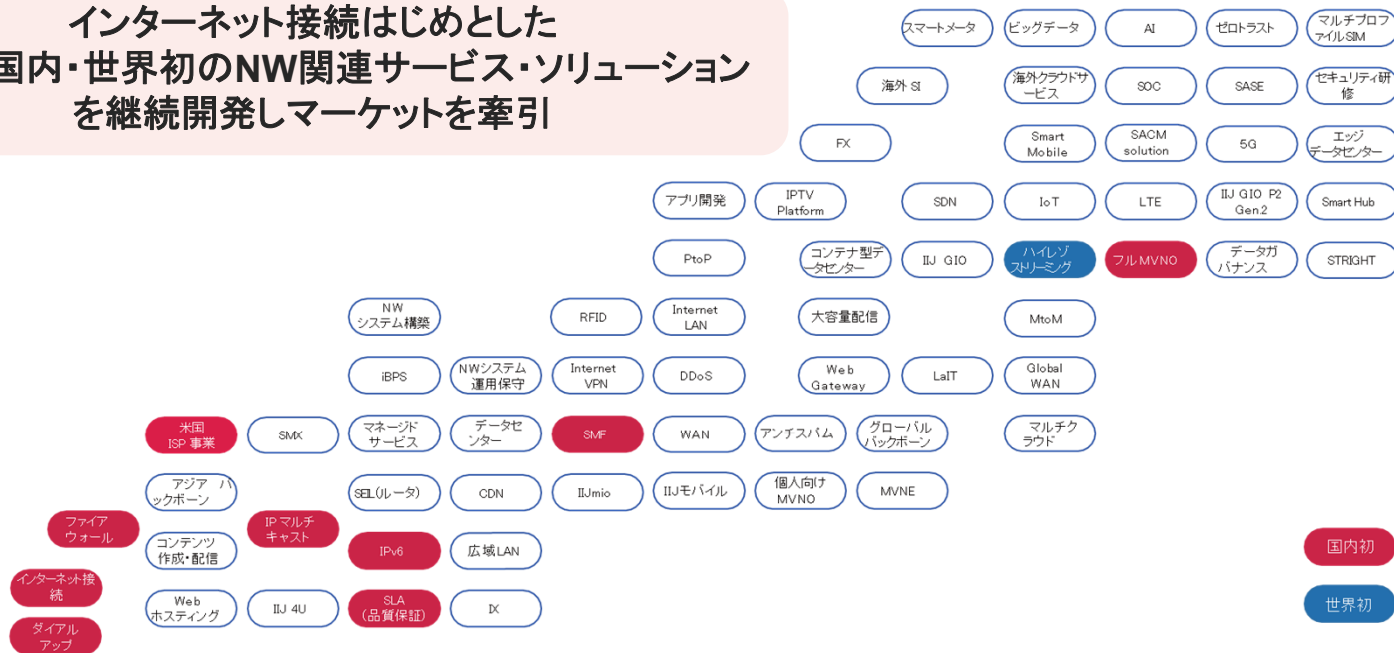 インターネット接続はじめとした
国内・世界初のNW関連サービス・ソリューション
を継続開発しマーケットを牽引
スマートメータ
ビッグデータ
AI
ゼロトラスト
マルチプロフ
ァイルSIM
海外 SI
海外クラウドサ
ービス
SOC
SASE
セキュリティ研
修
FX
Smart
Mobile
SACM
solution
5G
エッジ
データセンター
アプリ開発
IPTV
Platform
SDN
IoT
LTE
IIJ GIO P2
Gen.2
Smart Hub
PtoP
コンテナ型デ
ータセンター
IIJ GIO
ハイレゾ
ストリーミング
フルMVNO
データガ
バナンス
STRIGHT
NW
システム構築
RFID
Internet
LAN
大容量配信
MtoM
iBPS
NWシステム
運用保守
Internet
VPN
DDoS
Web
Gateway
LaIT
Global
WAN
米国
ISP 事業
SMX
マネージド
サービス
データセ
ンター
SMF
WAN
アンチスパム
グローバル
バックボーン
マルチク
ラウド
アジア バ
ックボーン
SEIL(ルータ)
CDN
IIJmio
IIJモバイル
個人向け
MVNO
MVNE
ファイア
ウォール
コンテンツ
作成・配信
IP マルチ
キャスト
IPv6
広域LAN
国内初
インターネット接
続
Web
ホスティング
IIJ 4U
SLA
(品質保証)
IX
世界初
ダイアル
アップ